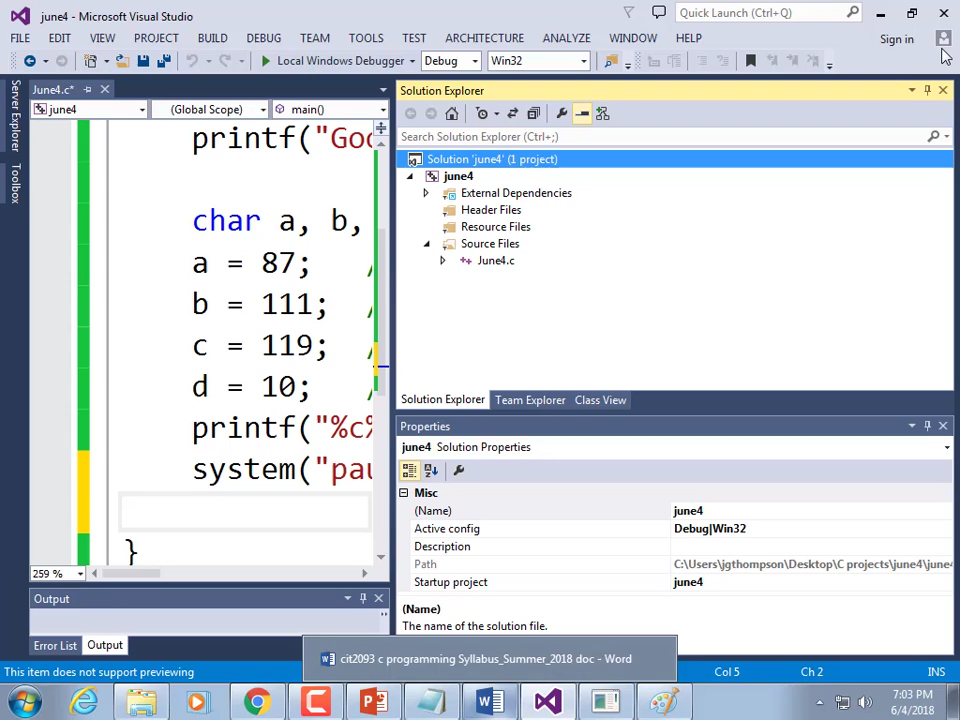 june4 - Microsoft Visual Studio
Quick Launch (Ctrl+Q)
FILE EDIT VIEW PROJECT BUILD DEBUG TEAM TOOLS TEST ARCHITECTURE ANALYZE WINDOW HELP Sign in
Local Windows Debugger Debug Win32
Server Explorer
Toolbox
June4.c*
june4 (Global Scope) main()
printf("Goo
char a, b,
a = 87; /
b = 111; /
c = 119; /
d = 10; /
printf("%c%
system("pau
}
259 %
Output
Error List Output
Solution Explorer
Search Solution Explorer (Ctrl+;)
Solution 'june4' (1 project)
june4
External Dependencies
Header Files
Resource Files
Source Files
June4.c
Solution Explorer Team Explorer Class View
Properties
june4 Solution Properties
Misc
(Name) june4
Active config Debug|Win32
Description
Path C:\Users\jgthompson\Desktop\C projects\june4\june4
Startup project june4
(Name)
The name of the solution file.
cit2093 c programming Syllabus_Summer_2018 doc - Word
This item does not support previewing Col 5 Ch 2 INS
7:03 PM
6/4/2018